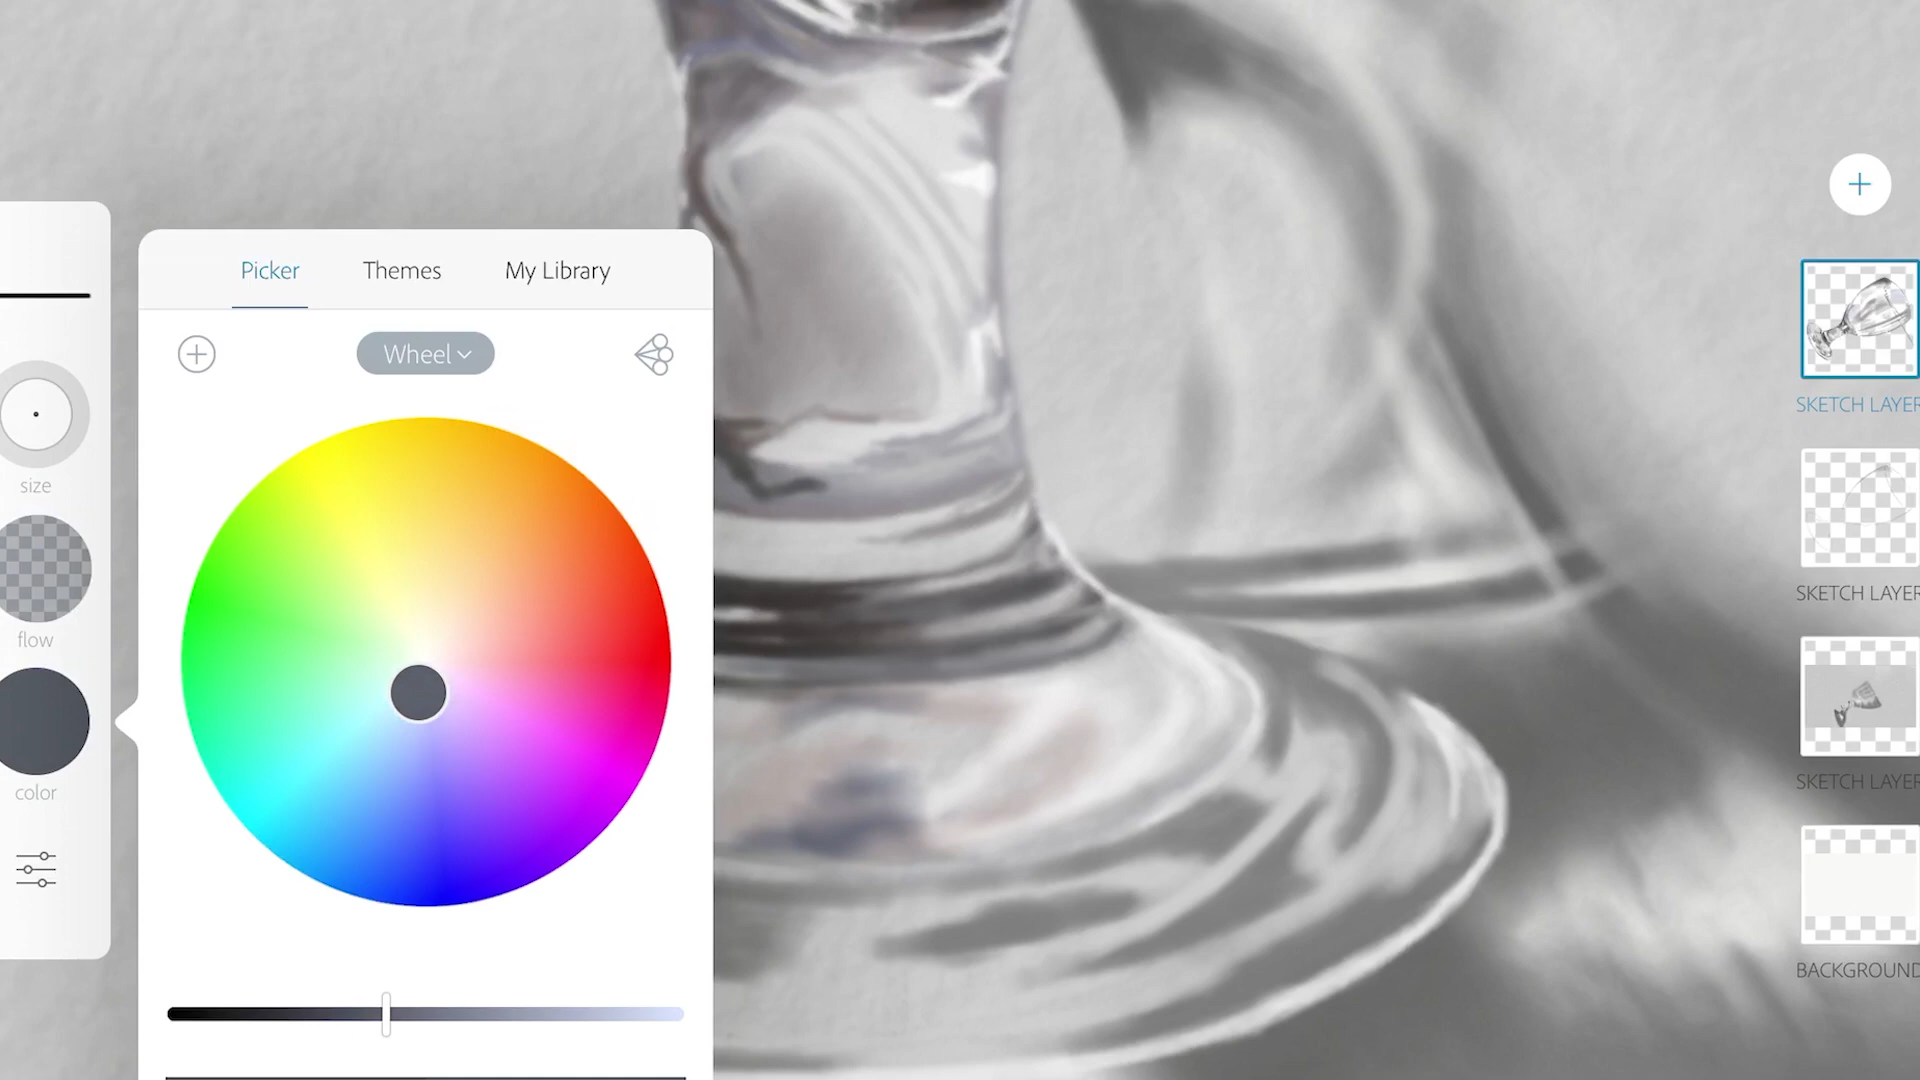 Picker Themes My Library
Wheel
size
flow
color
SKETCH LAYER
SKETCH LAYER
SKETCH LAYER
BACKGROUND